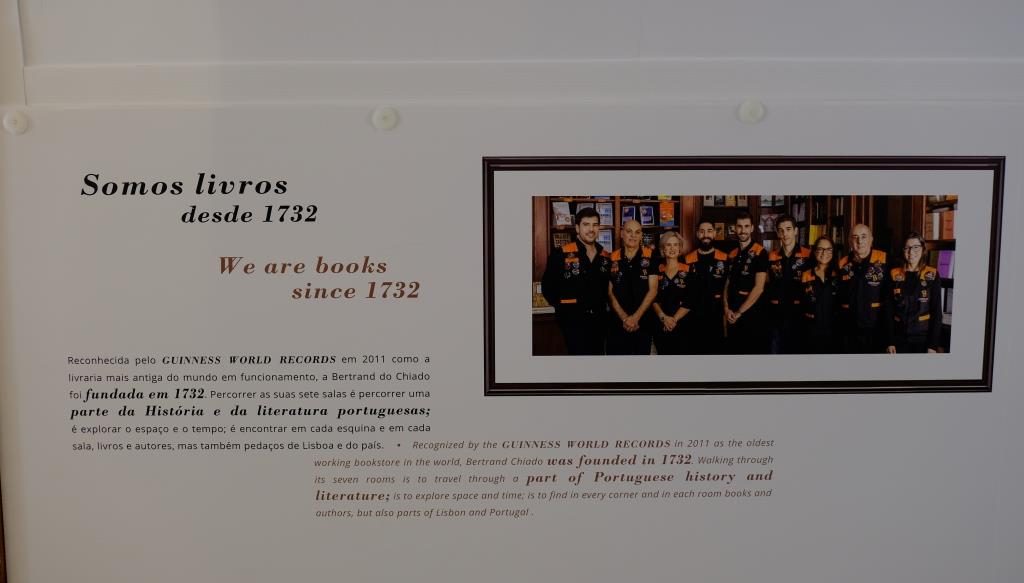 Somos livros
desde 1732
We are books
since 1732
Reconhecida pelo GUINNESS WORLD RECORDS em 2011 como a
livraria mais antiga do mundo em funcionamento, a Bertrand do Chiado
foi fundada em 1732. Percorrer as suas sete salas é percorrer uma
parte da História e da literatura portuguesas;
é explorar o espaço e o tempo; é encontrar em cada esquina e em cada
sala, livros e autores, mas também pedaços de Lisboa e do país. •
Recognized by the GUINNESS WORLD RECORDS in 2011 as the oldest
working bookstore in the world, Bertrand Chiado was founded in 1732. Walking through
its seven rooms is to travel through a part of Portuguese history and
literature; is to explore space and time; is to find in every corner and in each room books and
authors, but also parts of Lisbon and Portugal .